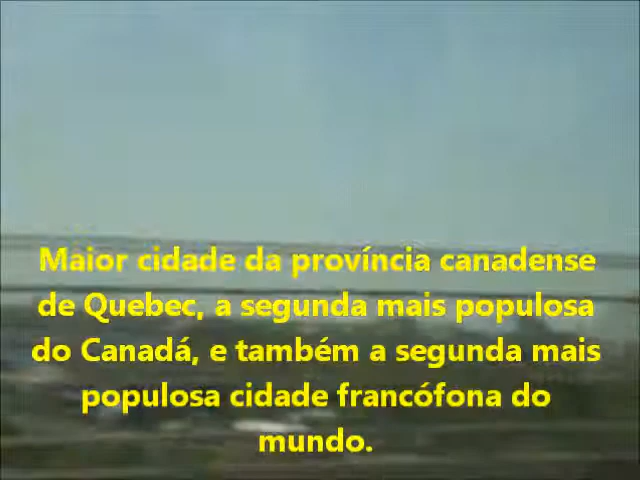 Maior cidade da província canadense
de Quebec, a segunda mais populosa
do Canadá, e também a segunda mais
populosa cidade francófona do
mundo.